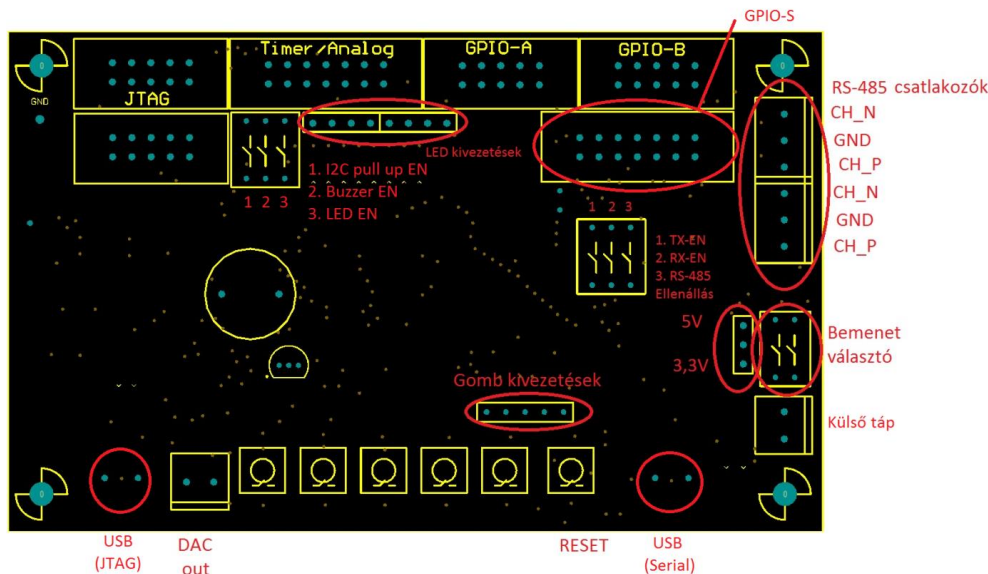 GPIO-S
Timer/Analog
GPIO-A
GPIO-B
GND
JTAG
RS-485 csatlakozók
CH_N
GND
CH_P
CH_N
GND
CH_P
LED kivezetések
1. I2C pull up EN
2. Buzzer EN
3. LED EN
1 2 3
1 2 3
1. TX-EN
2. RX-EN
3. RS-485
Ellenállás
5V
3,3V
Bemenet
választó
Gomb kivezetések
Külső táp
USB
(JTAG)
DAC
out
RESET
USB
(Serial)